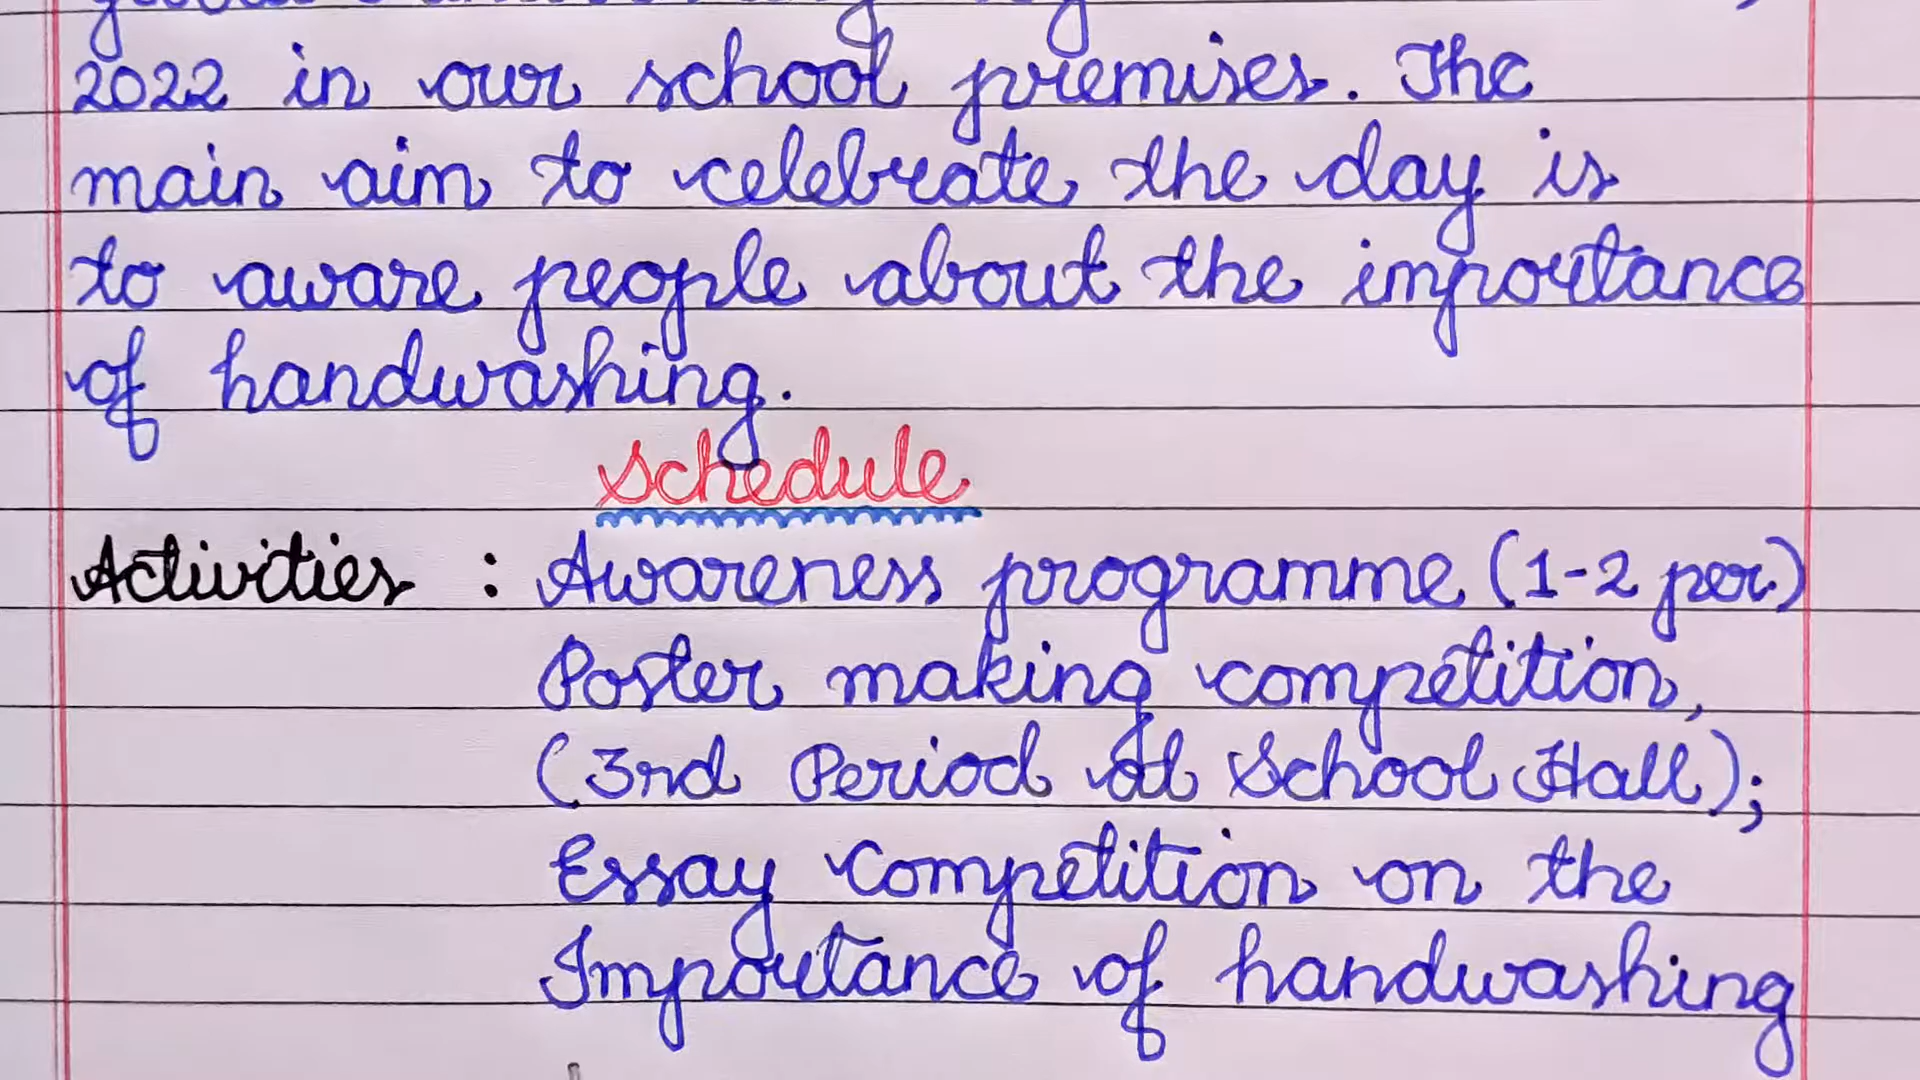 2022 in our school premises. The
main aim to celebrate the day is
to aware people about the importance
of handwashing.
Schedule
Activities : Awareness programme (1-2 per.)
Poster making competition,
(3rd Period at School Hall);
Essay Competition on the
Importance of handwashing